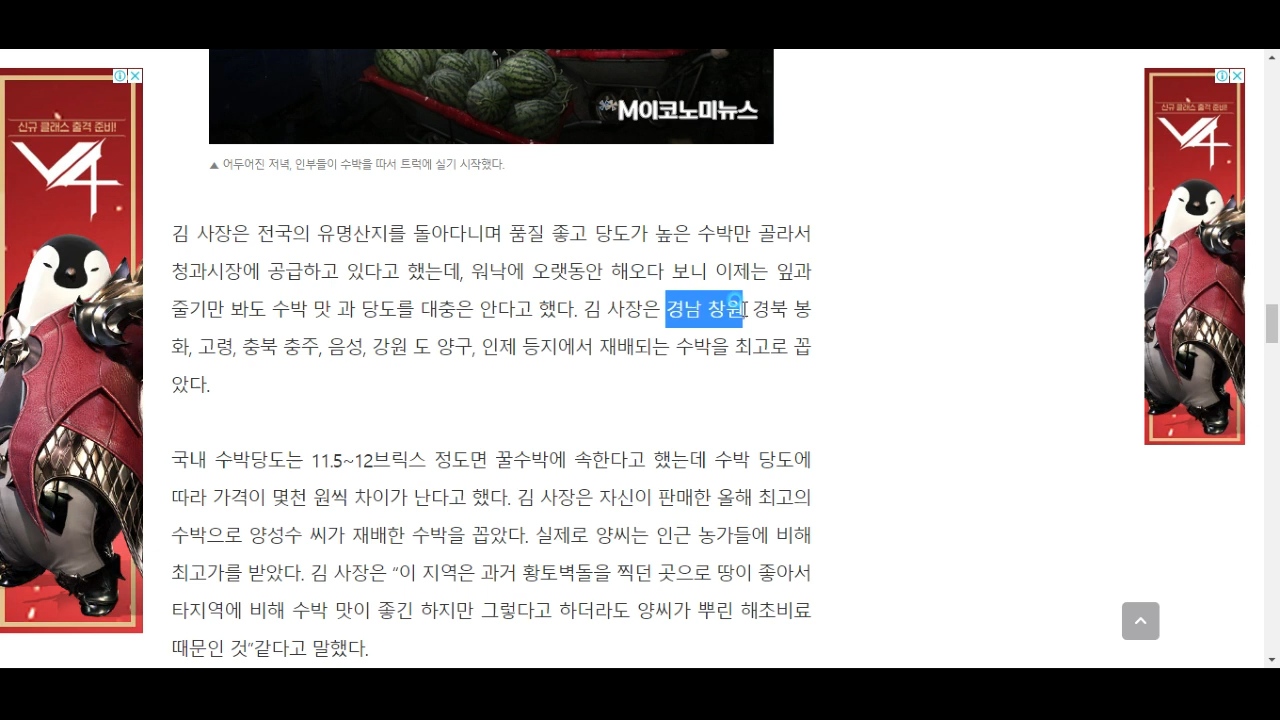 M이코노미뉴스
신규 클래스 출격 준비!
V4
신규 클래스 출격 준비!
V4
▲ 어두어진 저녁, 인부들이 수박을 따서 트럭에 실기 시작했다.
김 사장은 전국의 유명산지를 돌아다니며 품질 좋고 당도가 높은 수박만 골라서
청과시장에 공급하고 있다고 했는데, 워낙에 오랫동안 해오다 보니 이제는 잎과
줄기만 봐도 수박 맛 과 당도를 대충은 안다고 했다. 김 사장은 경남 창원, 경북 봉
화, 고령, 충북 충주, 음성, 강원 도 양구, 인제 등지에서 재배되는 수박을 최고로 꼽
았다.
국내 수박당도는 11.5~12브릭스 정도면 꿀수박에 속한다고 했는데 수박 당도에
따라 가격이 몇천 원씩 차이가 난다고 했다. 김 사장은 자신이 판매한 올해 최고의
수박으로 양성수 씨가 재배한 수박을 꼽았다. 실제로 양씨는 인근 농가들에 비해
최고가를 받았다. 김 사장은 “이 지역은 과거 황토벽돌을 찍던 곳으로 땅이 좋아서
타지역에 비해 수박 맛이 좋긴 하지만 그렇다고 하더라도 양씨가 뿌린 해초비료
때문인 것”같다고 말했다.